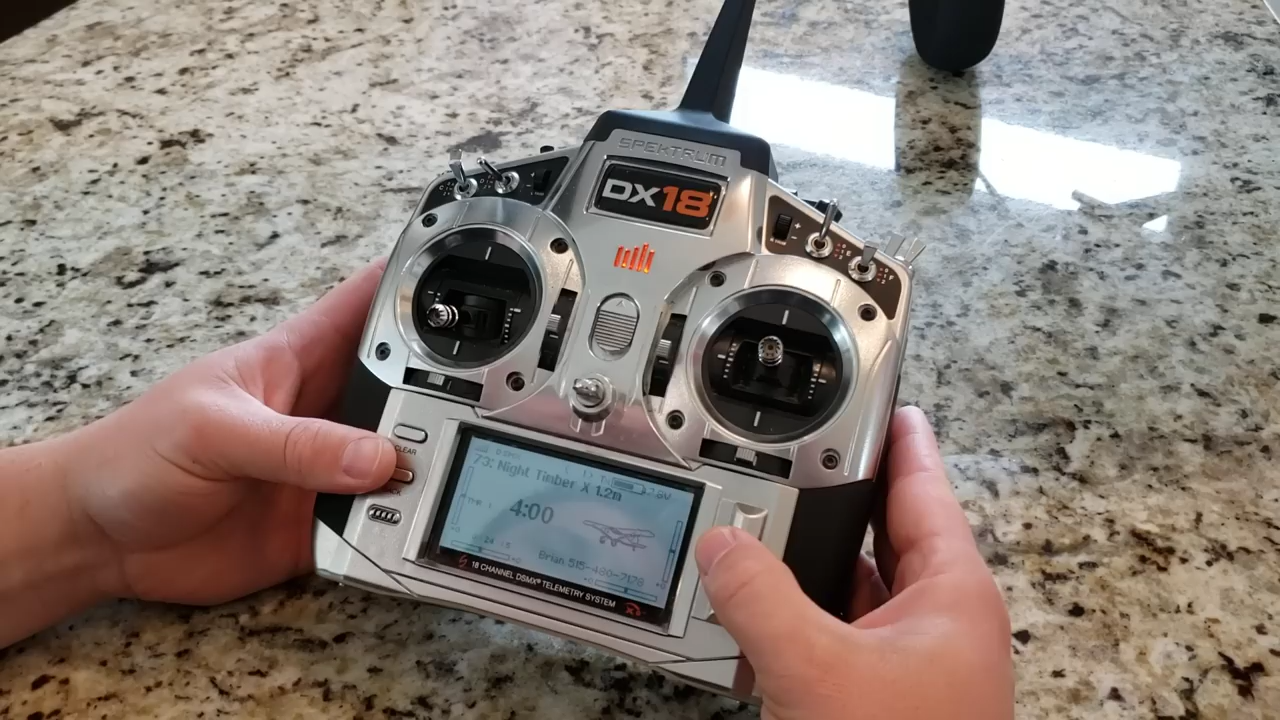 SPEKTRUM
DX18
CLEAR
73: Night Timber X 1.2m
4:00
Brian 515-480-7178
18 CHANNEL DSMX® TELEMETRY SYSTEM